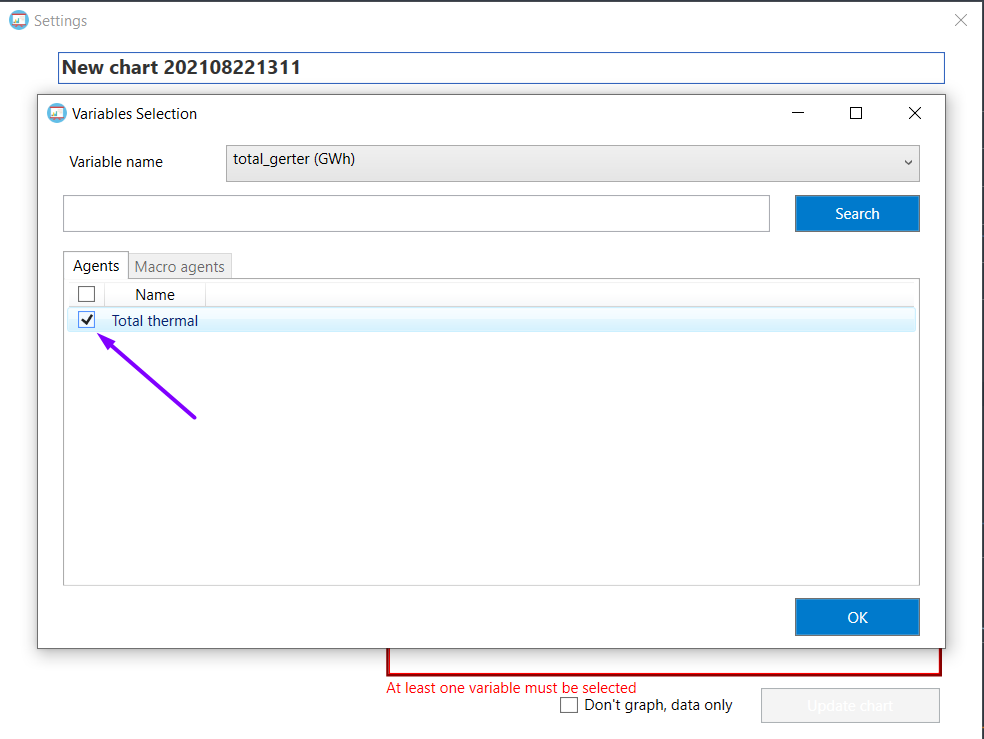 Settings
New chart 202108221311
Variables Selection
Variable name
total_gerter (GWh)
Search
Agents
Macro agents
Name
Total thermal
OK
At least one variable must be selected
Don't graph, data only
Update chart